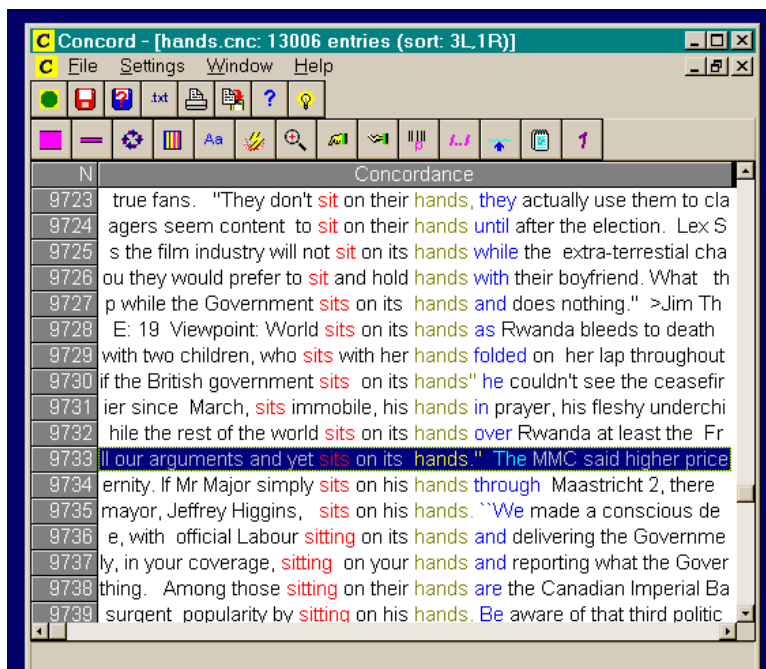 C Concord - [hands.cnc: 13006 entries (sort: 3L,1R)]
C File Settings Window Help
? .txt ?
Aa p 1..! 1
N Concordance
9723 true fans. "They don't sit on their hands, they actually use them to cla
9724 agers seem content to sit on their hands until after the election. Lex S
9725 s the film industry will not sit on its hands while the extra-terrestial cha
9726 ou they would prefer to sit and hold hands with their boyfriend. What th
9727 p while the Government sits on its hands and does nothing." >Jim Th
9728 E: 19 Viewpoint: World sits on its hands as Rwanda bleeds to death
9729 with two children, who sits with her hands folded on her lap throughout
9730 if the British government sits on its hands" he couldn't see the ceasefir
9731 ier since March, sits immobile, his hands in prayer, his fleshy underchi
9732 hile the rest of the world sits on its hands over Rwanda at least the Fr
9733 ll our arguments and yet sits on its hands." The MMC said higher price
9734 ernity. If Mr Major simply sits on his hands through Maastricht 2, there
9735 mayor, Jeffrey Higgins, sits on his hands. ``We made a conscious de
9736 e, with official Labour sitting on its hands and delivering the Governme
9737 ly, in your coverage, sitting on your hands and reporting what the Gover
9738 thing. Among those sitting on their hands are the Canadian Imperial Ba
9739 surgent popularity by sitting on his hands. Be aware of that third politic